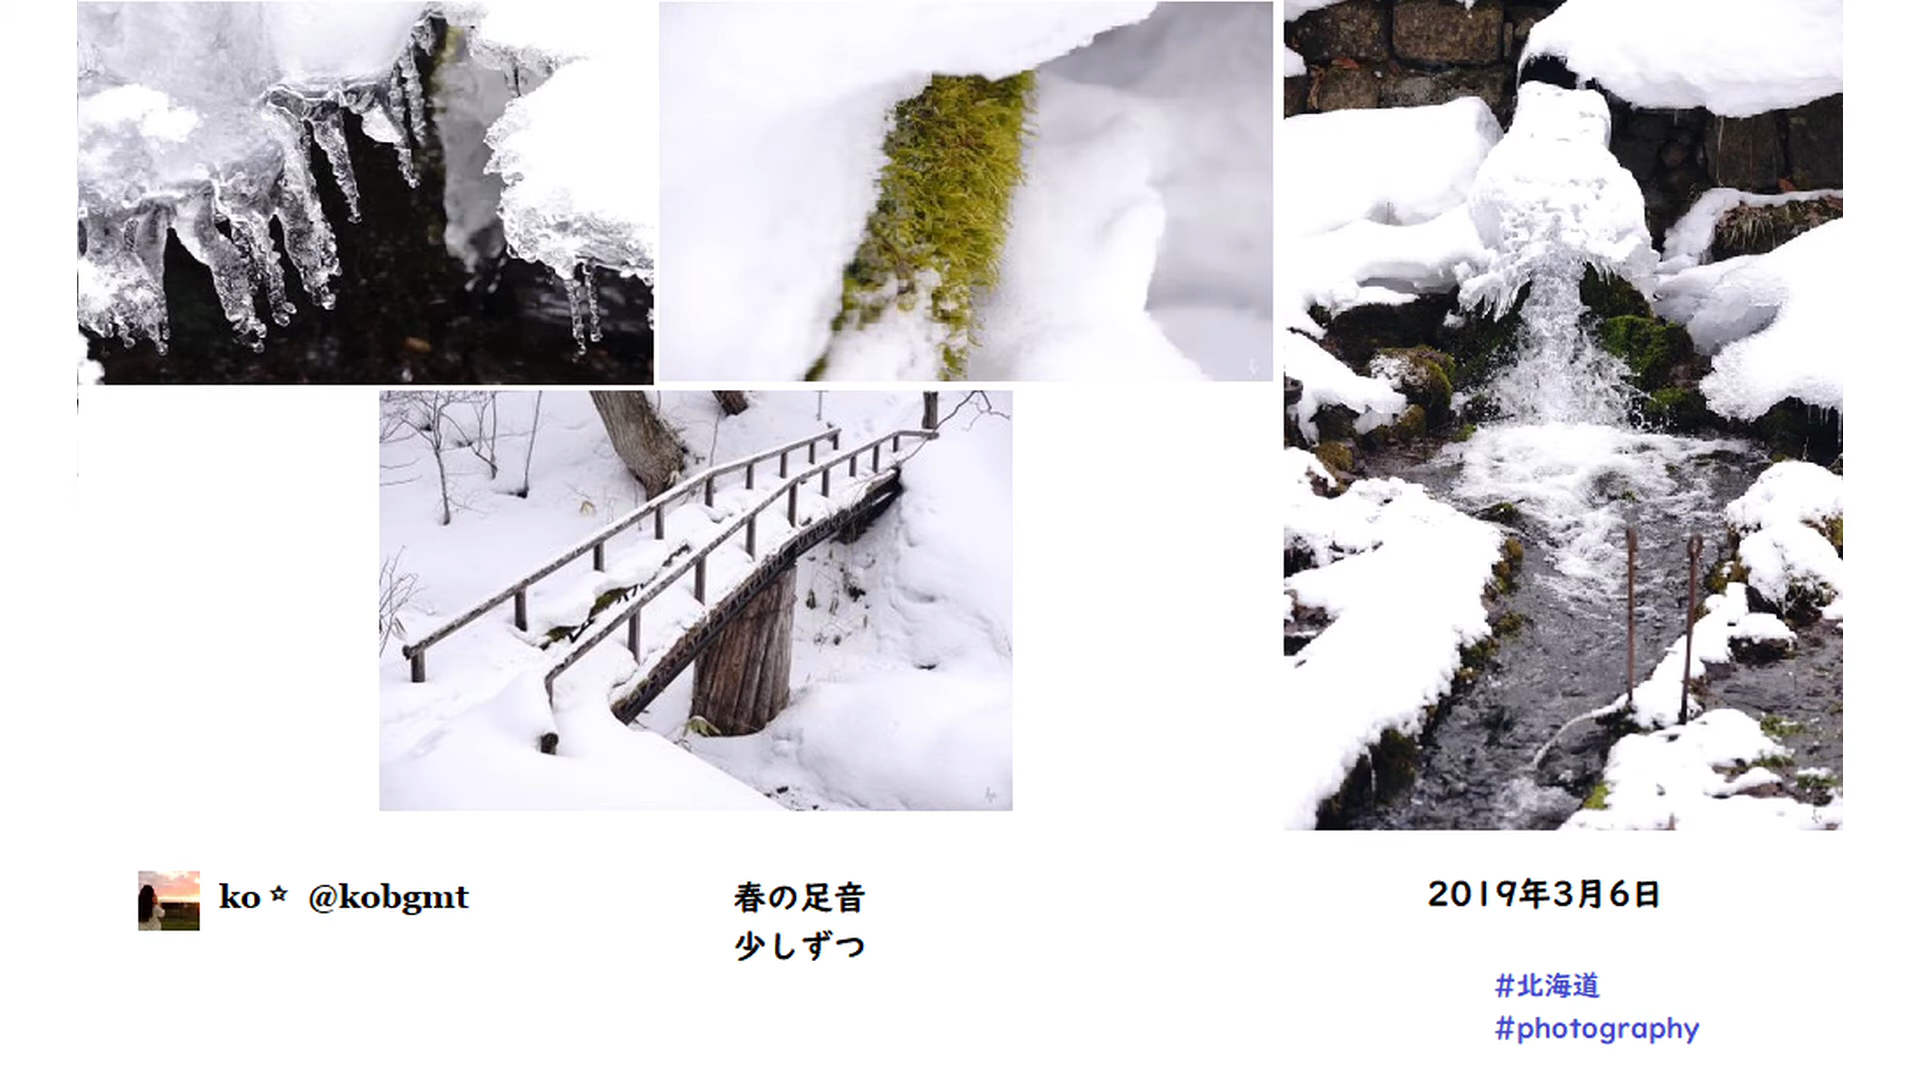 ko☆ @kobgmt
春の足音
少しずつ
2019年3月6日
#北海道
#photography